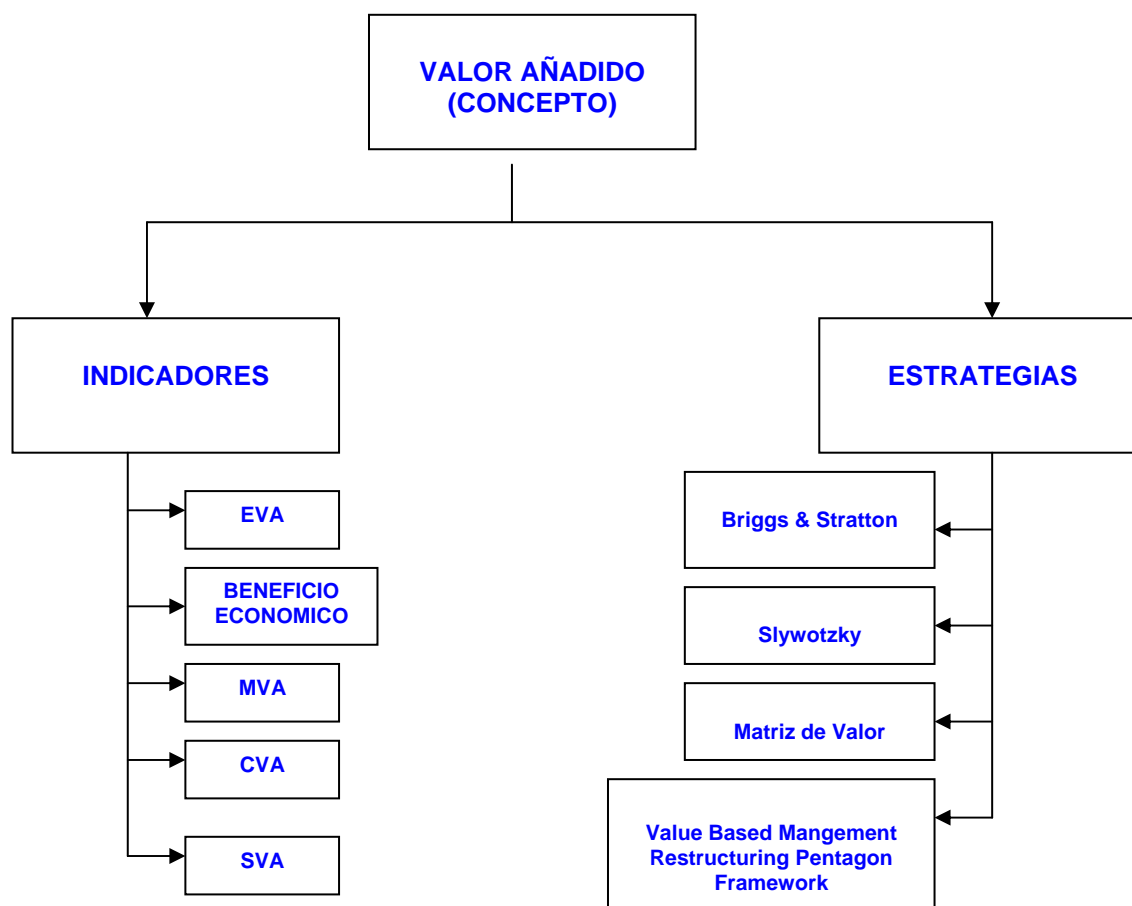 VALOR AÑADIDO
(CONCEPTO)
INDICADORES
EVA
BENEFICIO
ECONOMICO
MVA
CVA
SVA
ESTRATEGIAS
Briggs & Stratton
Slywotzky
Matriz de Valor
Value Based Mangement
Restructuring Pentagon
Framework